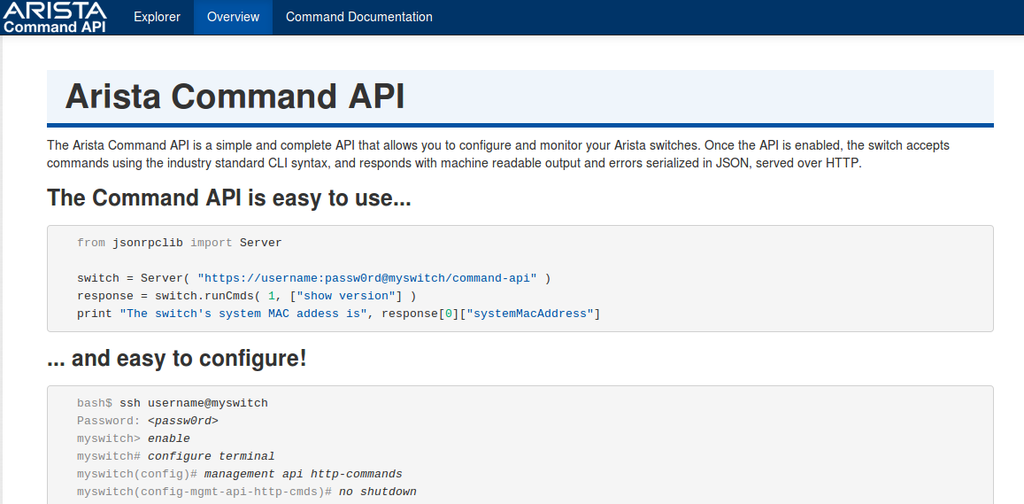 ARISTA
Command API
Explorer
Overview
Command Documentation
Arista Command API
The Arista Command API is a simple and complete API that allows you to configure and monitor your Arista switches. Once the API is enabled, the switch accepts
commands using the industry standard CLI syntax, and responds with machine readable output and errors serialized in JSON, served over HTTP.
The Command API is easy to use...
from jsonrpclib import Server
switch = Server( "https://username:passw0rd@myswitch/command-api" )
response = switch.runCmds( 1, ["show version"] )
print "The switch's system MAC addess is", response[0]["systemMacAddress"]
... and easy to configure!
bash$ ssh username@myswitch
Password: <passw0rd>
myswitch> enable
myswitch# configure terminal
myswitch(config)# management api http-commands
myswitch(config-mgmt-api-http-cmds)# no shutdown